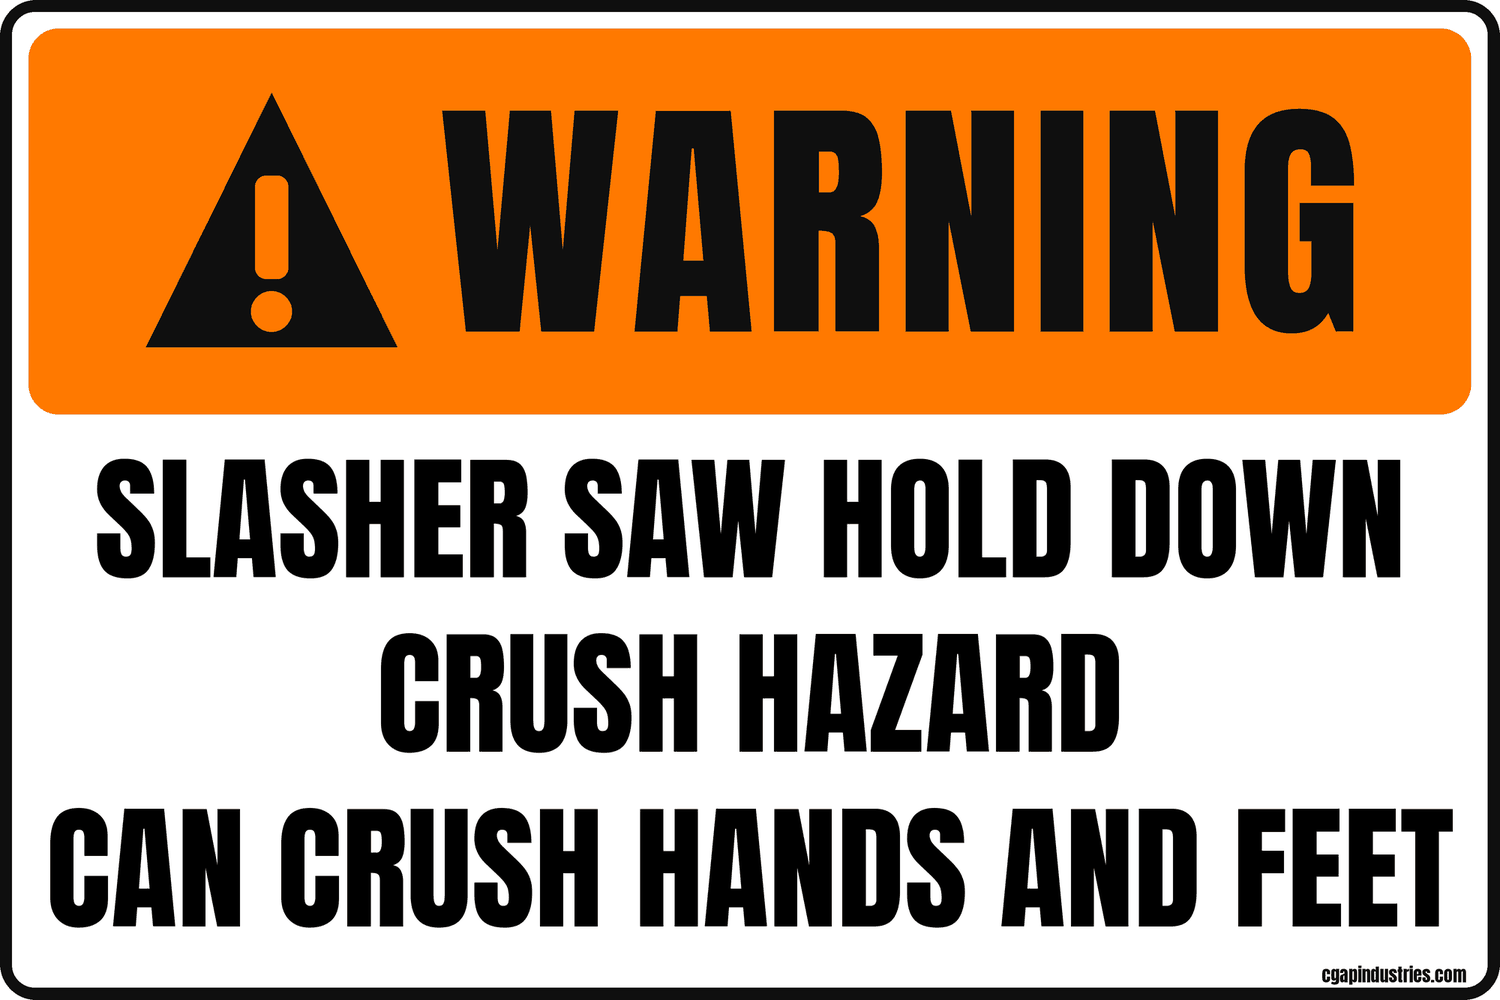 WARNING
SLASHER SAW HOLD DOWN
CRUSH HAZARD
CAN CRUSH HANDS AND FEET
cgapindustries.com